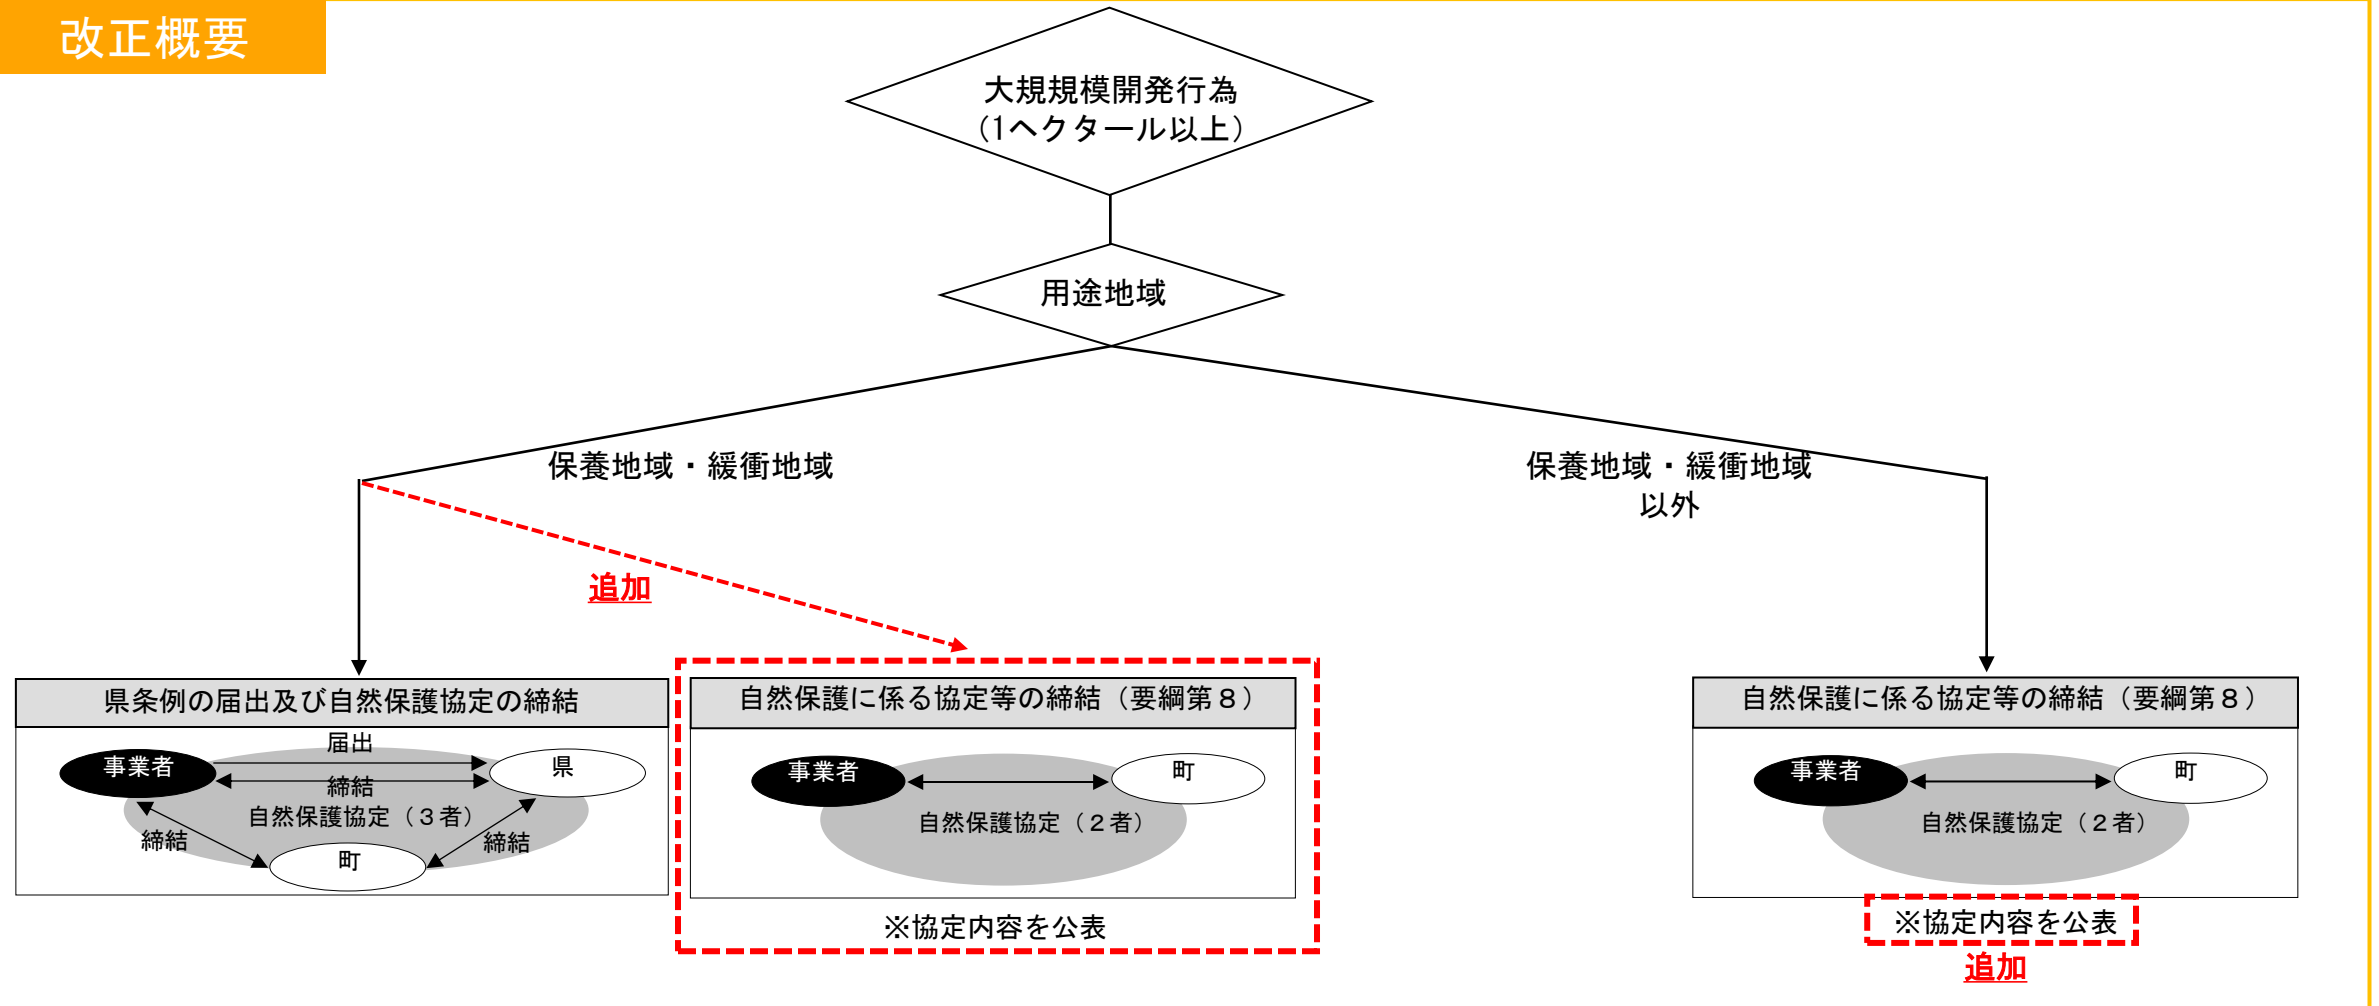 改正概要
大規規模開発行為
（1ヘクタール以上）
用途地域
保養地域・緩衝地域
保養地域・緩衝地域
以外
追加
県条例の届出及び自然保護協定の締結
届出
事業者
県
締結
自然保護協定（３者）
締結
締結
町
自然保護に係る協定等の締結（要綱第８）
事業者
町
自然保護協定（２者）
※協定内容を公表
自然保護に係る協定等の締結（要綱第８）
事業者
町
自然保護協定（２者）
※協定内容を公表
追加